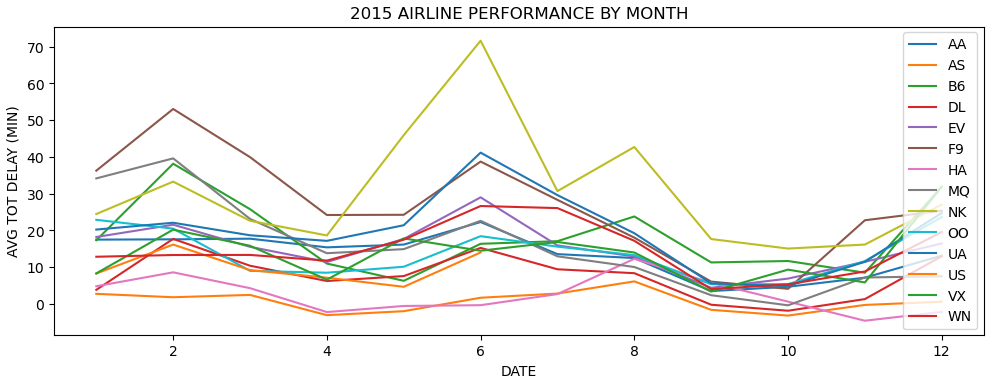 2015 AIRLINE PERFORMANCE BY MONTH
AVG TOT DELAY (MIN)
70
60
50
40
30
20
10
0
2
4
6
8
10
12
DATE
AA
AS
B6
DL
EV
F9
HA
MQ
NK
OO
UA
US
VX
WN